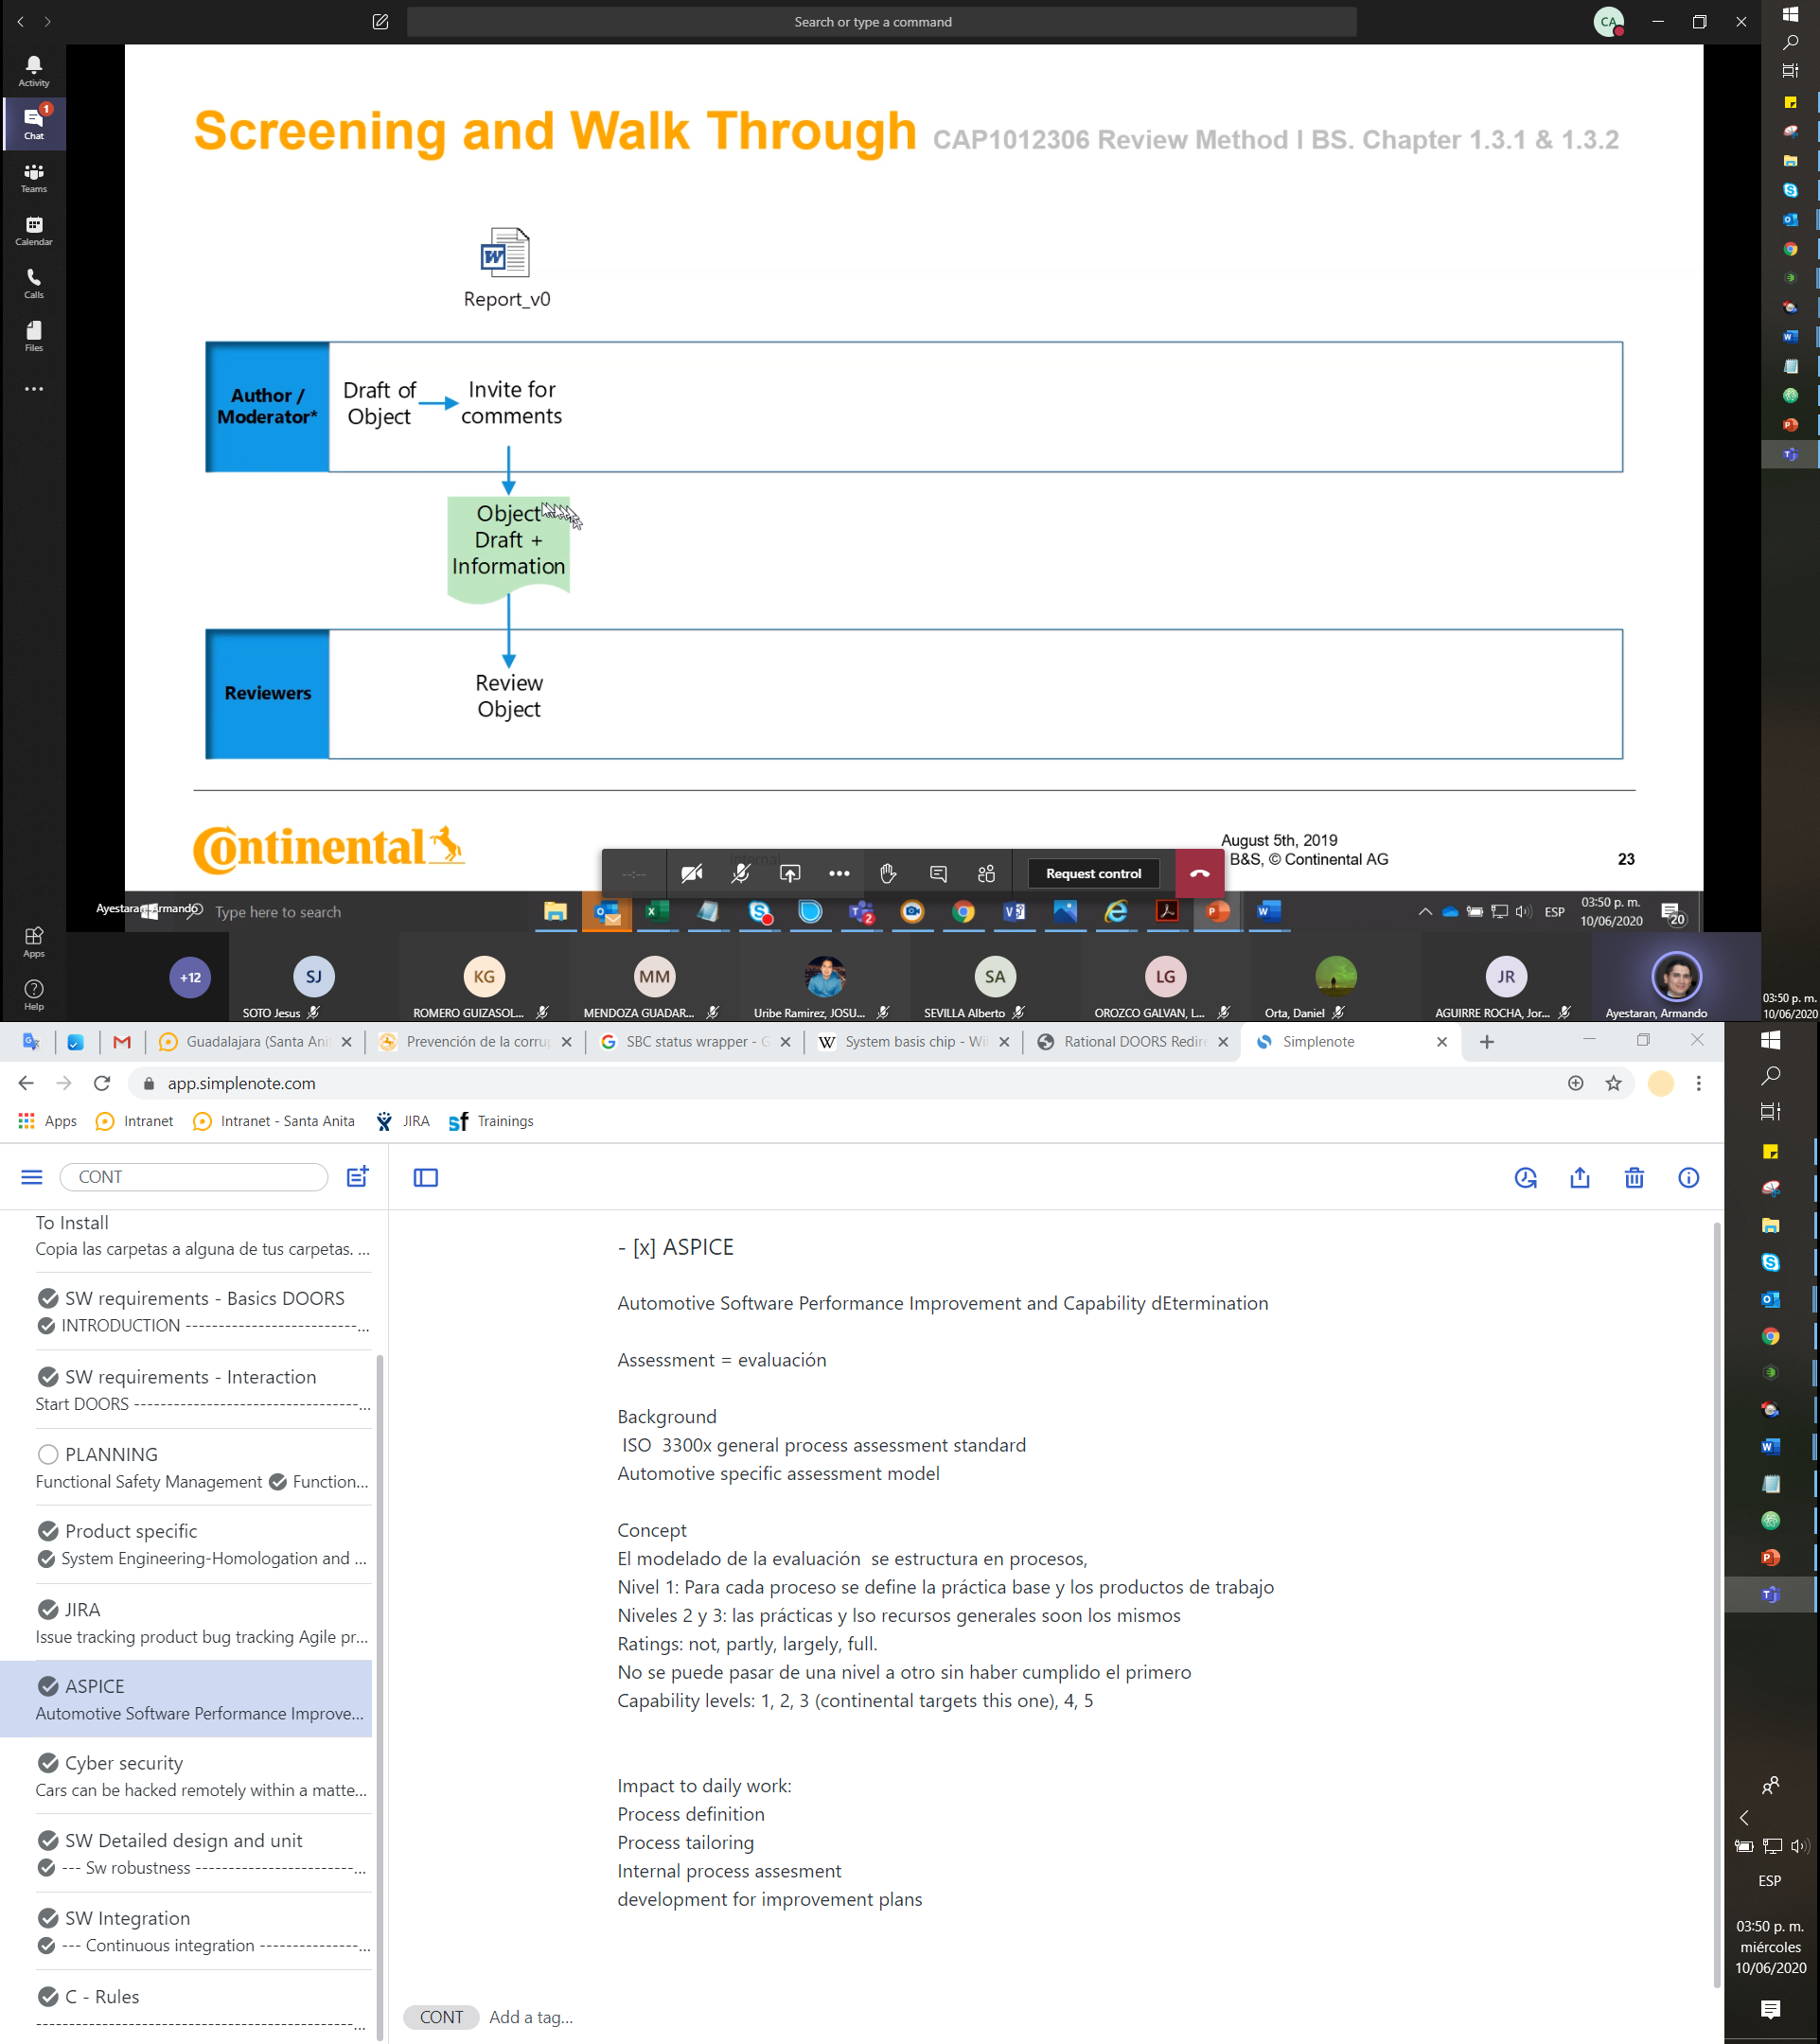 Search or type a command
CA
Activity
1
Chat
Teams
Calendar
Calls
Files
Apps
Help
Screening and Walk Through CAP1012306 Review Method I BS. Chapter 1.3.1 & 1.3.2
W
Report_v0
Author /
Moderator*
Draft of
Object
Invite for
comments
Object
Draft +
Information
Reviewers
Review
Object
Continental
August 5th, 2019
B&S, © Continental AG
23
Internal
--:--
Request control
Type here to search
ESP
03:50 p. m.
10/06/2020
20
+12
SJ
SOTO Jesus
KG
ROMERO GUIZASOL...
MM
MENDOZA GUADAR...
Uribe Ramirez, JOSU...
SA
SEVILLA Alberto
LG
OROZCO GALVAN, L...
Orta, Daniel
JR
AGUIRRE ROCHA, Jor...
Ayestaran, Armando
03:50 p. m.
10/06/2020
Guadalajara (Santa Ani
Prevención de la corru
SBC status wrapper - G
System basis chip - Wi
Rational DOORS Redire
Simplenote
app.simplenote.com
Apps
Intranet
Intranet - Santa Anita
JIRA
Trainings
CONT
To Install
Copia las carpetas a alguna de tus carpetas. ...
SW requirements - Basics DOORS
INTRODUCTION --------------------------...
SW requirements - Interaction
Start DOORS ----------------------------------...
PLANNING
Functional Safety Management Function...
Product specific
System Engineering-Homologation and ...
JIRA
Issue tracking product bug tracking Agile pr...
ASPICE
Automotive Software Performance Improve...
Cyber security
Cars can be hacked remotely within a matte...
SW Detailed design and unit
--- Sw robustness ------------------------...
SW Integration
--- Continuous integration ---------------...
C - Rules
------------------------------------------------...
- [x] ASPICE
Automotive Software Performance Improvement and Capability dEtermination
Assessment = evaluación
Background
ISO  3300x general process assessment standard
Automotive specific assessment model
Concept
El modelado de la evaluación  se estructura en procesos,
Nivel 1: Para cada proceso se define la práctica base y los productos de trabajo
Niveles 2 y 3: las prácticas y lso recursos generales soon los mismos
Ratings: not, partly, largely, full.
No se puede pasar de una nivel a otro sin haber cumplido el primero
Capability levels: 1, 2, 3 (continental targets this one), 4, 5
Impact to daily work:
Process definition
Process tailoring
Internal process assesment
development for improvement plans
CONT
Add a tag...
ESP
03:50 p. m.
miércoles
10/06/2020